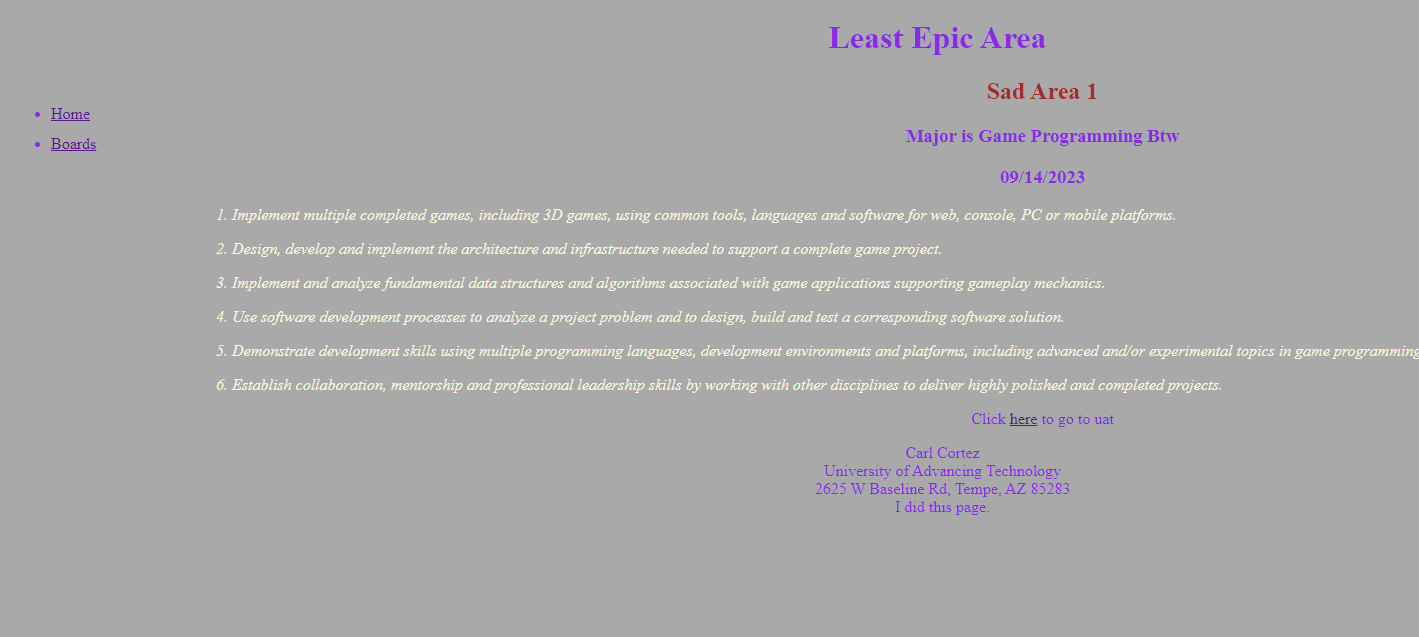 Least Epic Area
Sad Area 1
Home
Major is Game Programming Btw
Boards
09/14/2023
1. Implement multiple completed games, including 3D games, using common tools, languages and software for web, console, PC or mobile platforms.
2. Design, develop and implement the architecture and infrastructure needed to support a complete game project.
3. Implement and analyze fundamental data structures and algorithms associated with game applications supporting gameplay mechanics.
4. Use software development processes to analyze a project problem and to design, build and test a corresponding software solution.
5. Demonstrate development skills using multiple programming languages, development environments and platforms, including advanced and/or experimental topics in game programming
6. Establish collaboration, mentorship and professional leadership skills by working with other disciplines to deliver highly polished and completed projects.
Click here to go to uat
Carl Cortez
University of Advancing Technology
2625 W Baseline Rd, Tempe, AZ 85283
I did this page.